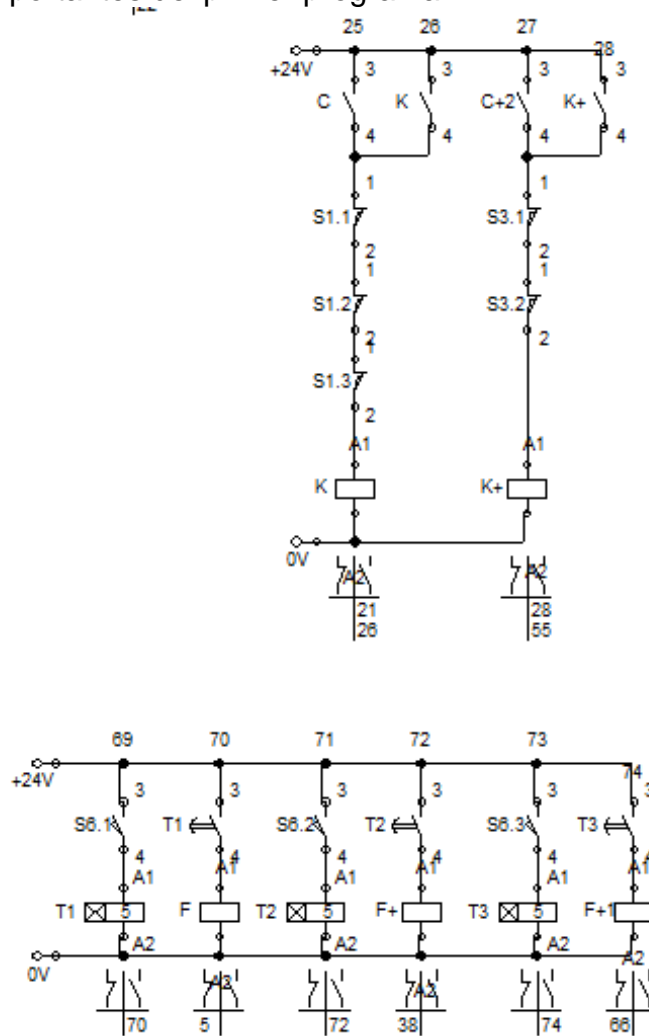 25 26 27 28
+24V
3 3 3 3
C K C+2 K+
4 4 4 4
1 1
S1.1 S3.1
2 2
1 1
S1.2 S3.2
2 2
1
S1.3
2
A1 A1
K K+
0V
A2 A2
21 28
26 55
69 70 71 72 73 74
+24V
3 3 3 3 3 3
S6.1 T1 S6.2 T2 S6.3 T3
4 4 4 4 4 4
A1 A1 A1 A1 A1 A1
T1 5 F T2 5 F+ T3 5 F+1
A2 A2 A2 A2 A2 A2
0V
70 5 72 38 74 66